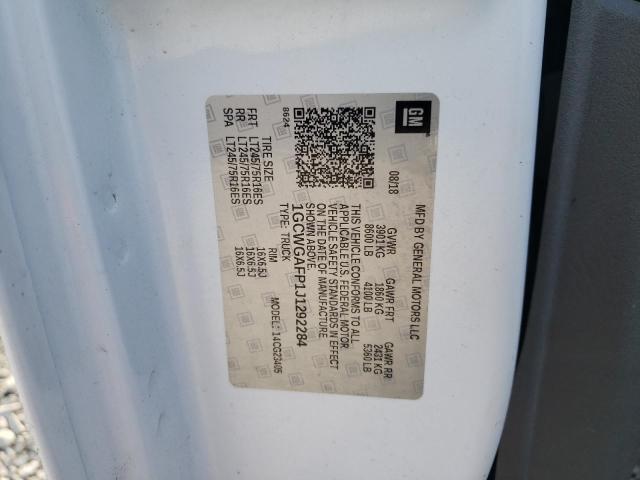 GM
MFD BY GENERAL MOTORS LLC
08/18 GVWR GAWR FRT GAWR RR
3901 KG 1860 KG 2431 KG
8600 LB 4100 LB 5360 LB
THIS VEHICLE CONFORMS TO ALL
APPLICABLE U.S. FEDERAL MOTOR
VEHICLE SAFETY STANDARDS IN EFFECT
ON THE DATE OF MANUFACTURE
SHOWN ABOVE.
1GCWGAFP1J1292284
8624 TYPE: TRUCK MODEL: 14CG23405
TIRE SIZE RIM
FRT LT245/75R16ES 16X6.5J
RR LT245/75R16ES 16X6.5J
SPA LT245/75R16ES 16X6.5J